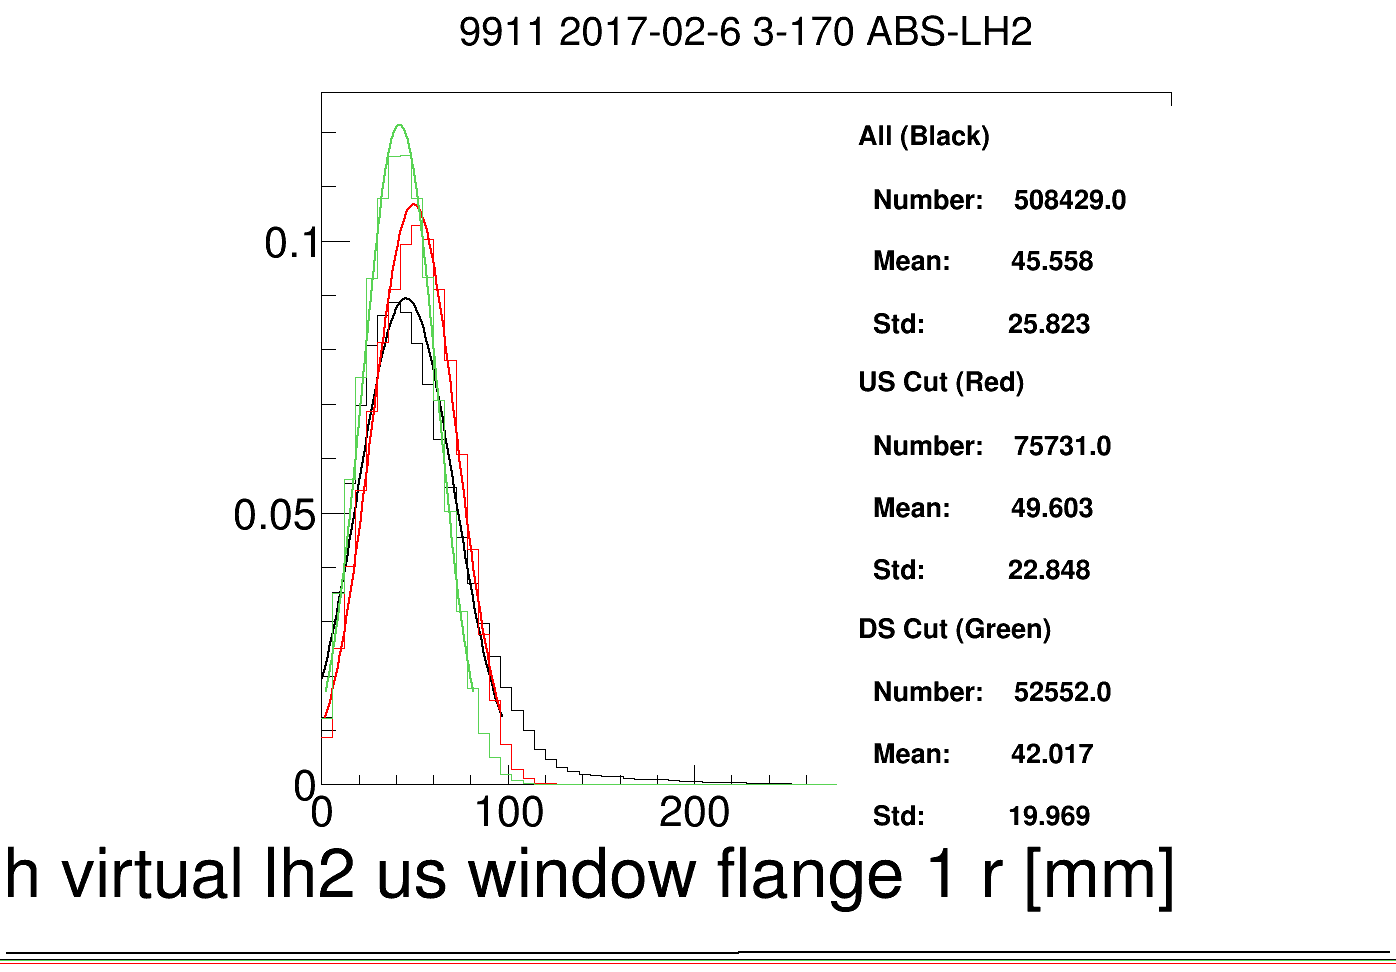 9911 2017-02-6 3-170 ABS-LH2
All (Black)
Number: 508429.0
Mean: 45.558
Std: 25.823
US Cut (Red)
Number: 75731.0
Mean: 49.603
Std: 22.848
DS Cut (Green)
Number: 52552.0
Mean: 42.017
Std: 19.969
0.1
0.05
0
0 100 200
h virtual lh2 us window flange 1 r [mm]